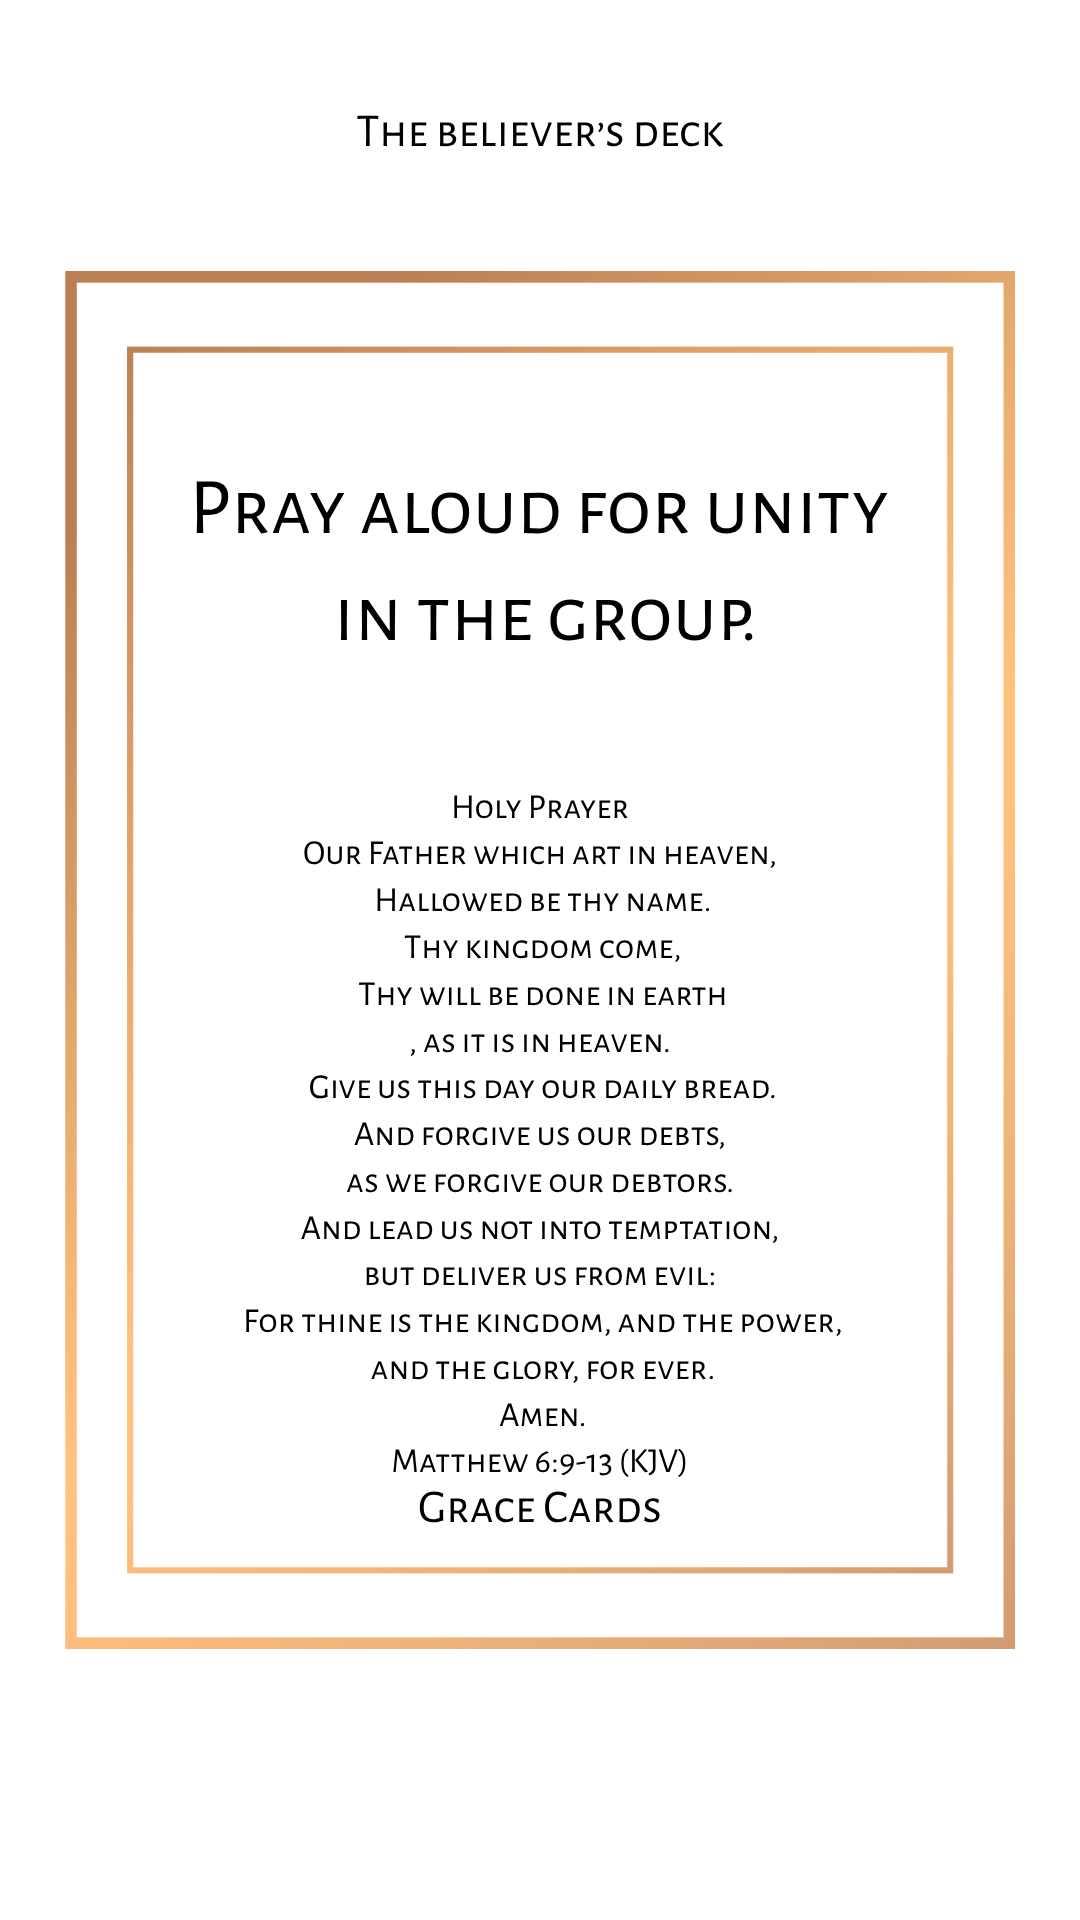 The believer’s deck
Pray aloud for unity
in the group.
Holy Prayer
Our Father which art in heaven,
Hallowed be thy name.
Thy kingdom come,
Thy will be done in earth
, as it is in heaven.
Give us this day our daily bread.
And forgive us our debts,
as we forgive our debtors.
And lead us not into temptation,
but deliver us from evil:
For thine is the kingdom, and the power,
and the glory, for ever.
Amen.
Matthew 6:9-13 (KJV)
Grace Cards